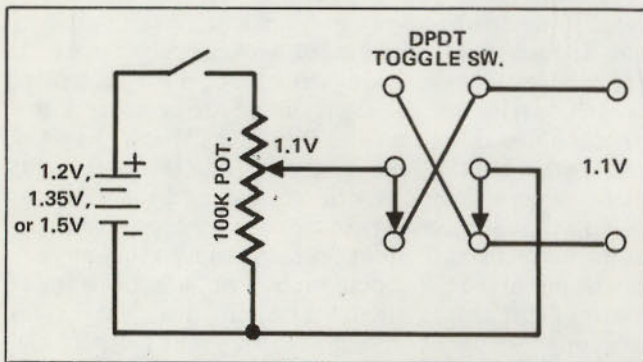 DPDT
TOGGLE SW.
1.2V,
1.35V,
or 1.5V
+
−
100K POT.
1.1V
1.1V